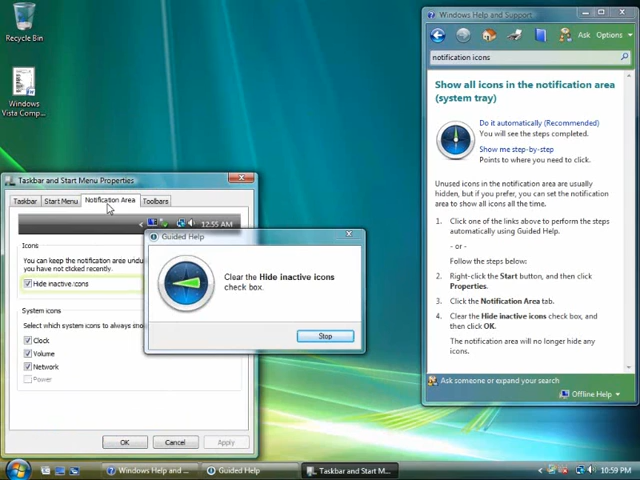 Recycle Bin
Windows
Vista Comp...
Windows Help and Support
Ask
Options
notification icons
Show all icons in the notification area
(system tray)
Do it automatically (Recommended)
You will see the steps completed.
Show me step-by-step
Points to where you need to click.
Unused icons in the notification area are usually
hidden, but if you prefer, you can set the notification
area to show all icons all the time.
1. Click one of the links above to perform the steps
automatically using Guided Help.
- or -
Follow the steps below:
2. Right-click the Start button, and then click
Properties.
3. Click the Notification Area tab.
4. Clear the Hide inactive icons check box, and
then click OK.
The notification area will no longer hide any
icons.
Ask someone or expand your search
Offline Help
Taskbar and Start Menu Properties
Taskbar
Start Menu
Notification Area
Toolbars
12:55 AM
Icons
You can keep the notification area
you have not clicked recently.
Hide inactive icons
System icons
Select which system icons to always
Clock
Volume
Network
Power
OK
Cancel
Apply
Guided Help
Clear the Hide inactive icons
check box.
Stop
Windows Help and ...
Guided Help
Taskbar and Start M...
10:59 PM